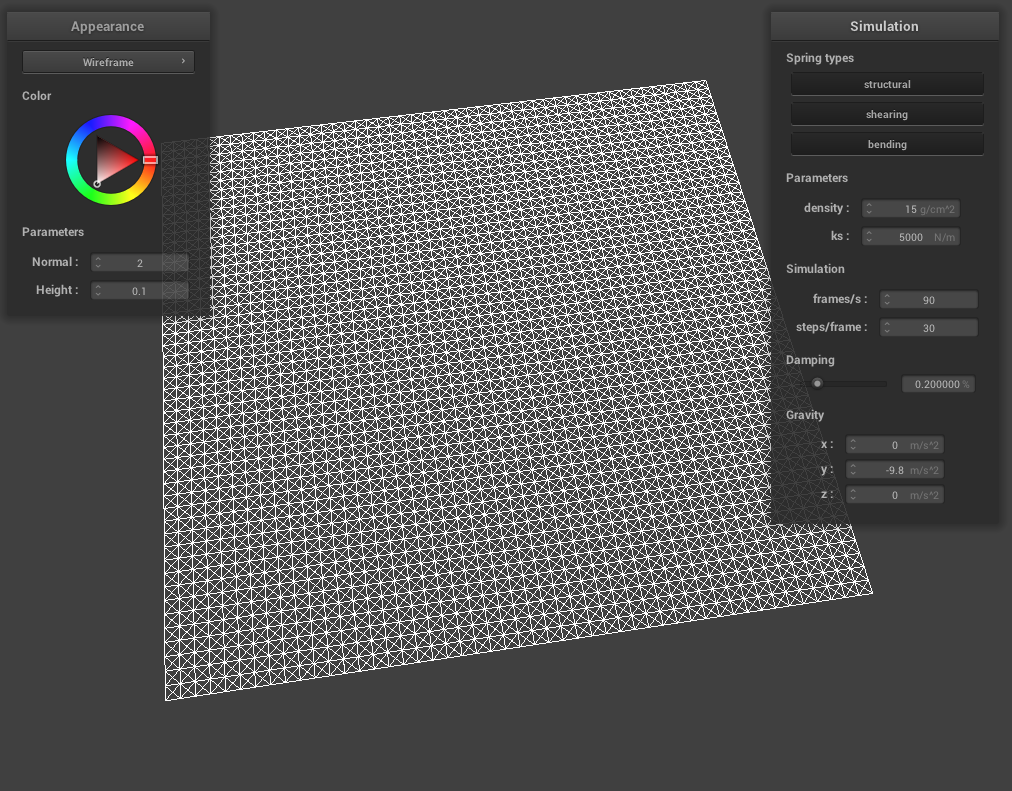 Appearance
Wireframe
Color
Parameters
Normal : 2
Height : 0.1
Simulation
Spring types
structural
shearing
bending
Parameters
density : 15 g/cm^2
ks : 5000 N/m
Simulation
frames/s : 90
steps/frame : 30
Damping
0.200000 %
Gravity
x : 0 m/s^2
y : -9.8 m/s^2
z : 0 m/s^2